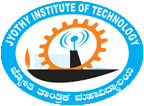 JYOTHY INSTITUTE OF TECHNOLOGY
ಜ್ಯೋತಿ ತಾಂತ್ರಿಕ ಮಹಾವಿದ್ಯಾಲಯ